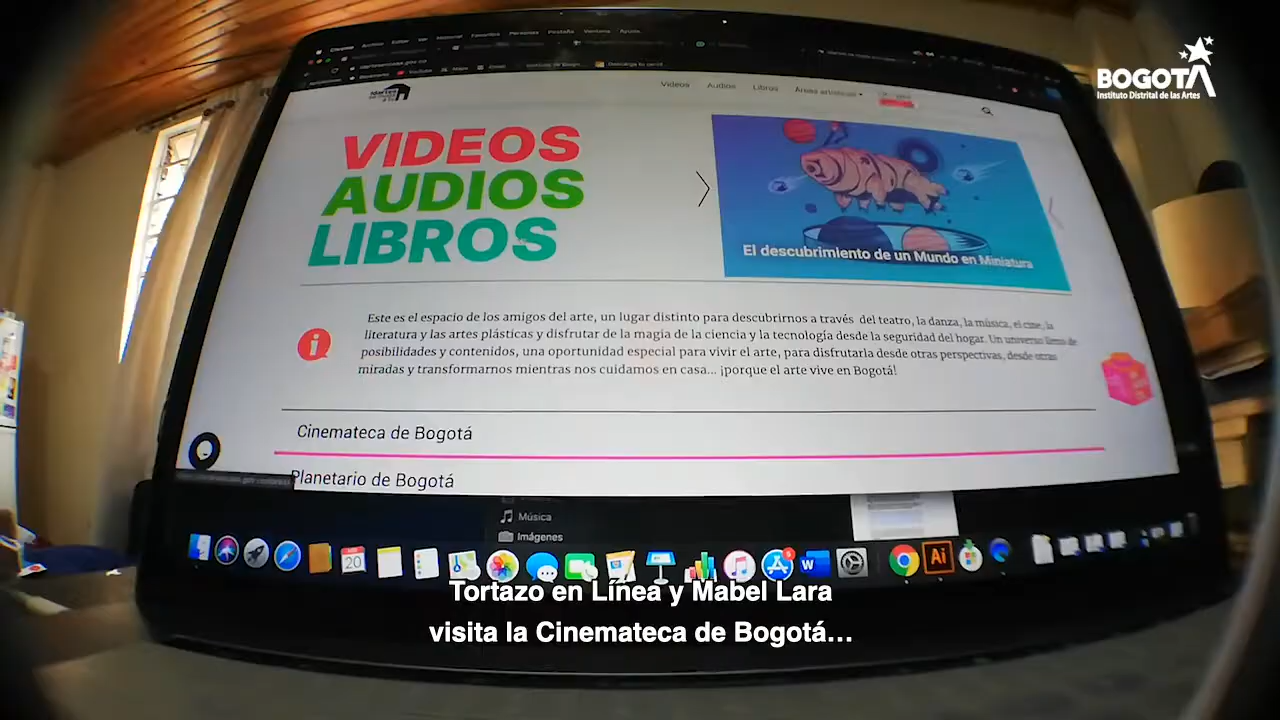 BOGOTA
Instituto Distrital de las Artes
Videos Audios Libros Áreas artísticas
VIDEOS
AUDIOS
LIBROS
El descubrimiento de un Mundo en Miniatura
Este es el espacio de los amigos del arte, un lugar distinto para descubrirnos a través del teatro, la danza, la música, el cine, la
literatura y las artes plásticas y disfrutar de la magia de la ciencia y la tecnología desde la seguridad del hogar. Un universo lleno de
posibilidades y contenidos, una oportunidad especial para vivir el arte, para disfrutarla desde otras perspectivas, desde otras
miradas y transformarnos mientras nos cuidamos en casa... ¡porque el arte vive en Bogotá!
Cinemateca de Bogotá
Planetario de Bogotá
Música
Imágenes
20
W
Ai
Tortazo en Línea y Mabel Lara
visita la Cinemateca de Bogotá...